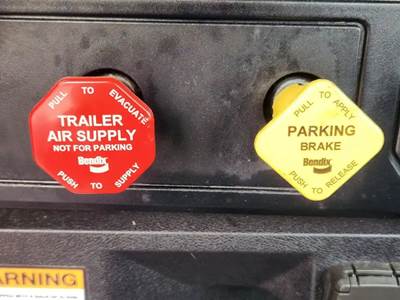 PULL TO EVACUATE
TRAILER
AIR SUPPLY
NOT FOR PARKING
Bendix
PUSH TO SUPPLY
PULL TO APPLY
PARKING
BRAKE
Bendix
PUSH TO RELEASE
ARNING